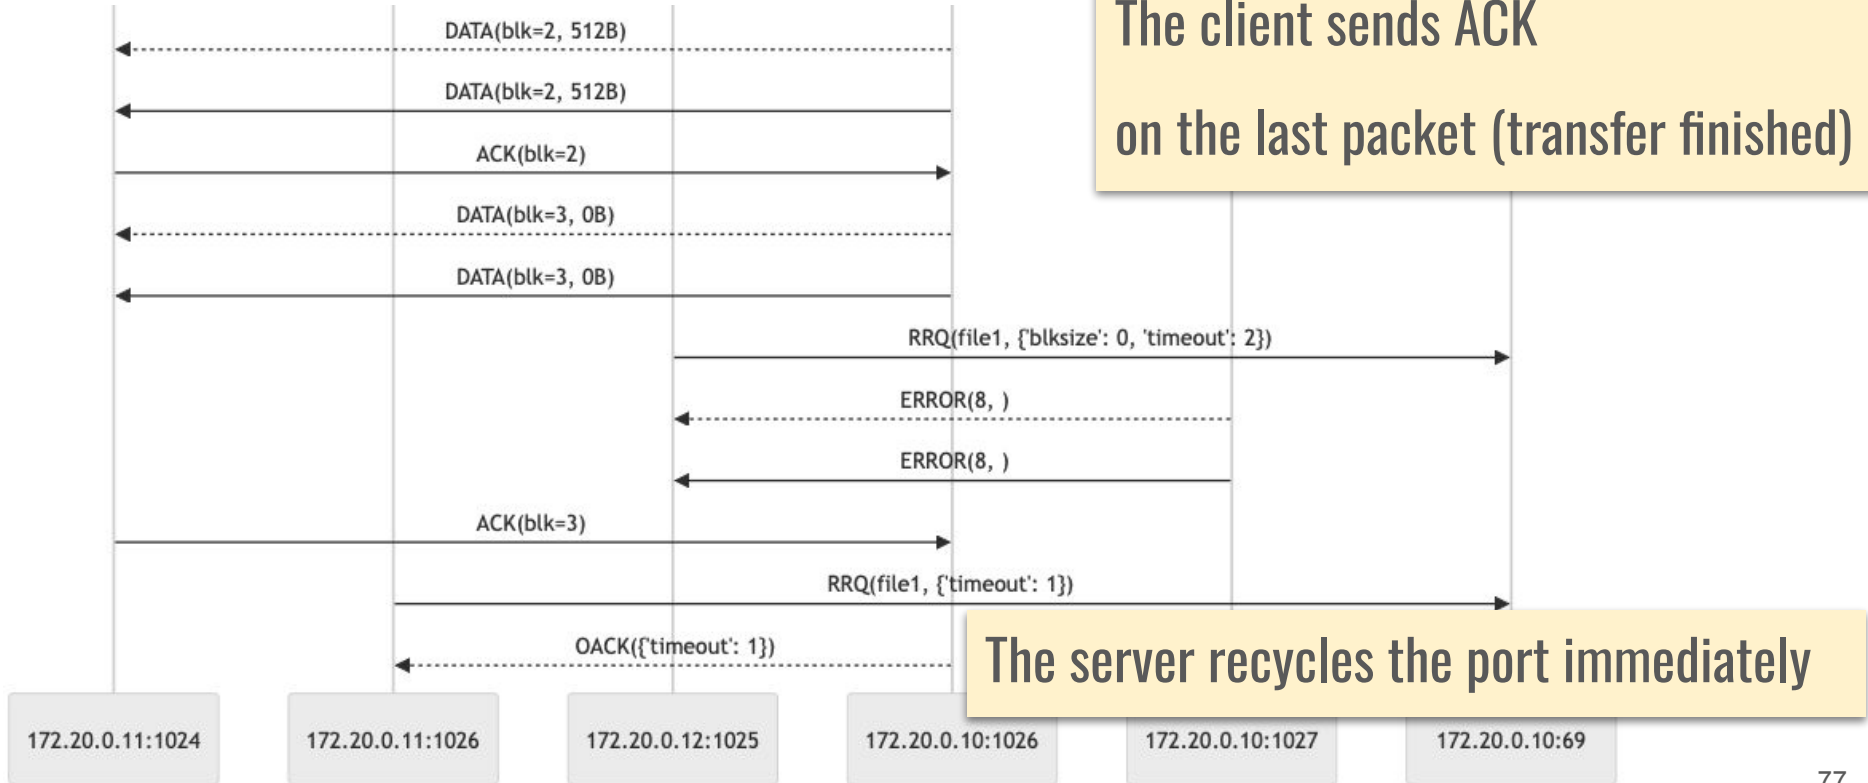 The client sends ACK
on the last packet (transfer finished)
DATA(blk=2, 512B)
DATA(blk=2, 512B)
ACK(blk=2)
DATA(blk=3, 0B)
DATA(blk=3, 0B)
RRQ(file1, {'blksize': 0, 'timeout': 2})
ERROR(8, )
ERROR(8, )
ACK(blk=3)
RRQ(file1, {'timeout': 1})
OACK({'timeout': 1})
The server recycles the port immediately
172.20.0.11:1024
172.20.0.11:1026
172.20.0.12:1025
172.20.0.10:1026
172.20.0.10:1027
172.20.0.10:69
77